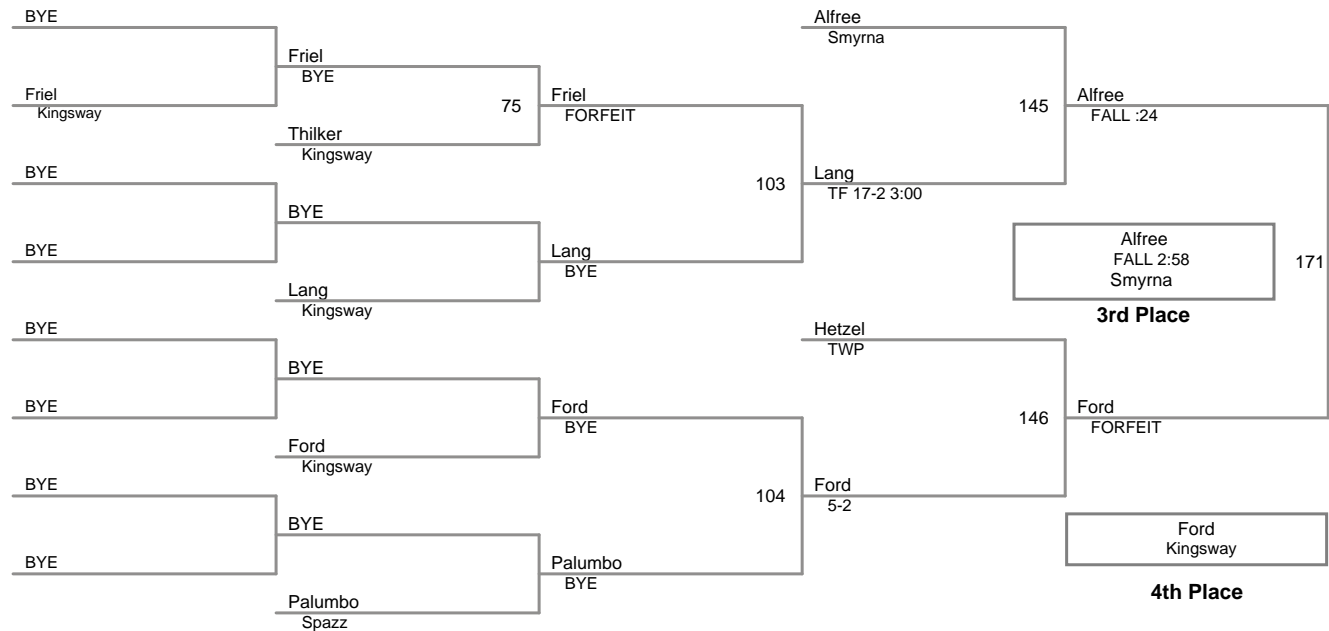 BYE
Friel
Kingsway
BYE
BYE
BYE
BYE
BYE
BYE
Friel
BYE
Thilker
Kingsway
BYE
Lang
Kingsway
BYE
Ford
Kingsway
BYE
Palumbo
Spazz
75
Friel
FORFEIT
Lang
BYE
Ford
BYE
Palumbo
BYE
103
104
Alfree
Smyrna
Lang
TF 17-2 3:00
Hetzel
TWP
Ford
5-2
145
146
Alfree
FALL :24
Ford
FORFEIT
171
Alfree
FALL 2:58
Smyrna
3rd Place
Ford
Kingsway
4th Place